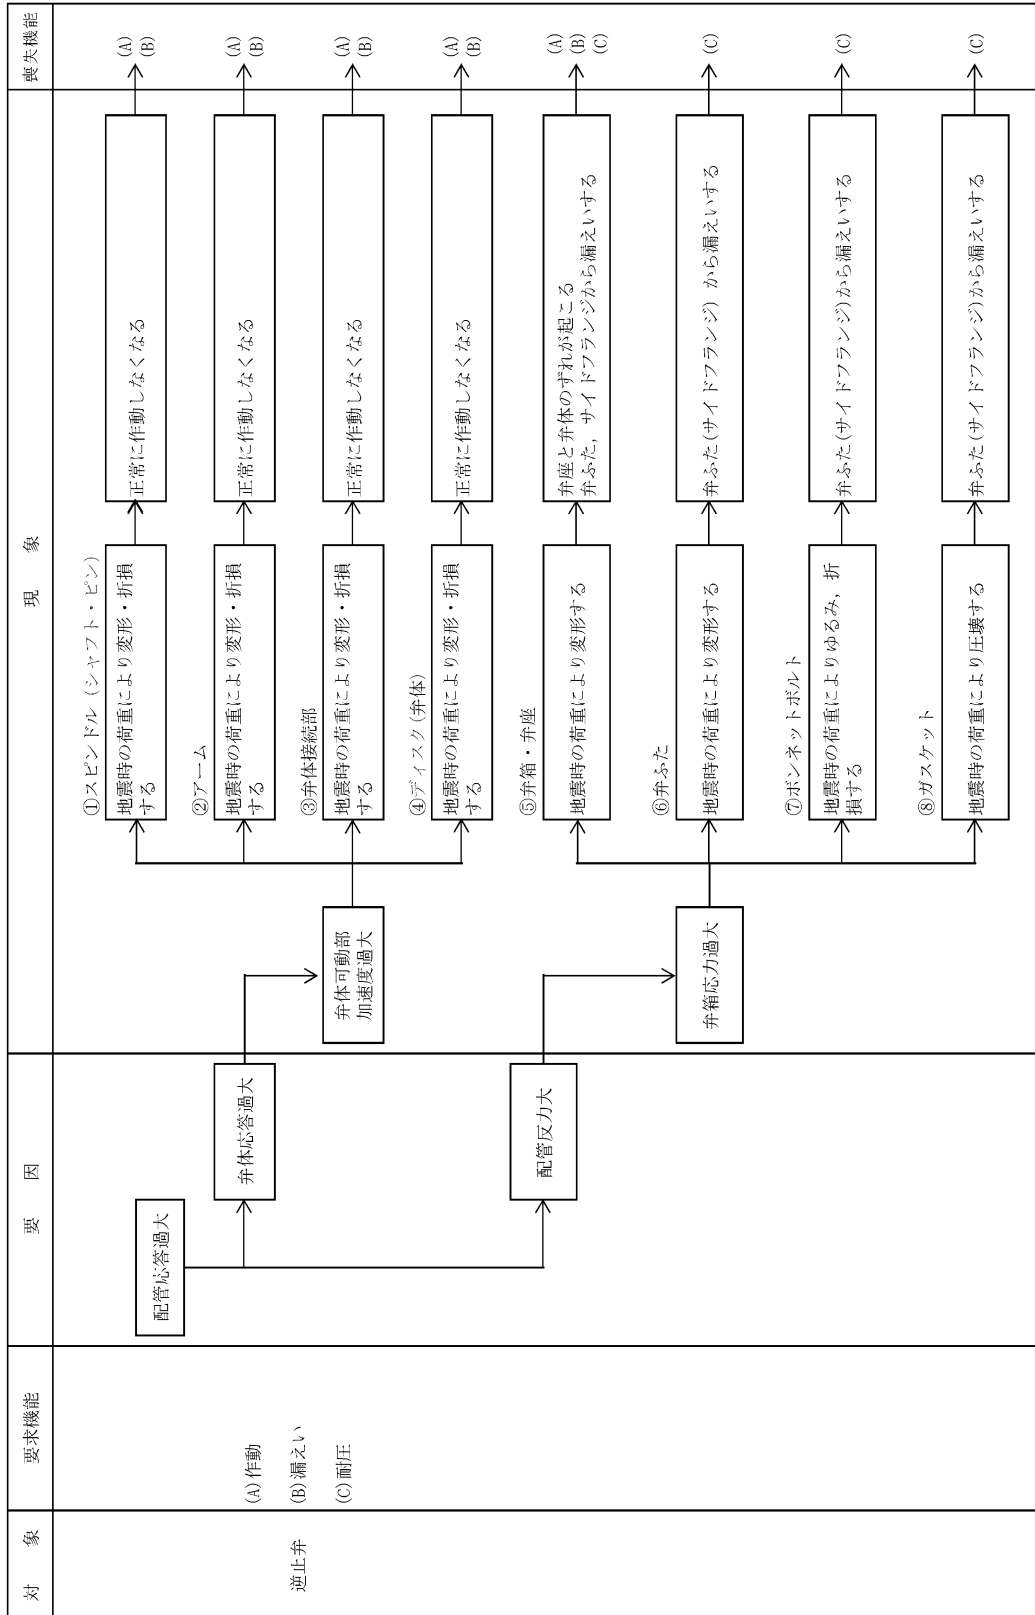 対　象
要求機能
要　因
現　象
喪失機能
逆止弁
(A)作動
(B)漏えい
(C)耐圧
配管応答過大
弁体応答過大
配管反力大
弁体可動部
加速度過大
弁箱応力過大
①スピンドル（シャフト・ピン）
地震時の荷重により変形・折損
する
正常に作動しなくなる
(A)
(B)
②アーム
地震時の荷重により変形・折損
する
正常に作動しなくなる
(A)
(B)
③弁体接続部
地震時の荷重により変形・折損
する
正常に作動しなくなる
(A)
(B)
④ディスク(弁体)
地震時の荷重により変形・折損
する
正常に作動しなくなる
(A)
(B)
⑤弁箱・弁座
地震時の荷重により変形する
弁座と弁体のずれが起こる
弁ふた，サイドフランジから漏えいする
(A)
(B)
(C)
⑥弁ふた
地震時の荷重により変形する
弁ふた(サイドフランジ) から漏えいする
(C)
⑦ボンネットボルト
地震時の荷重によりゆるみ，折
損する
弁ふた(サイドフランジ)から漏えいする
(C)
⑧ガスケット
地震時の荷重により圧壊する
弁ふた(サイドフランジ)から漏えいする
(C)